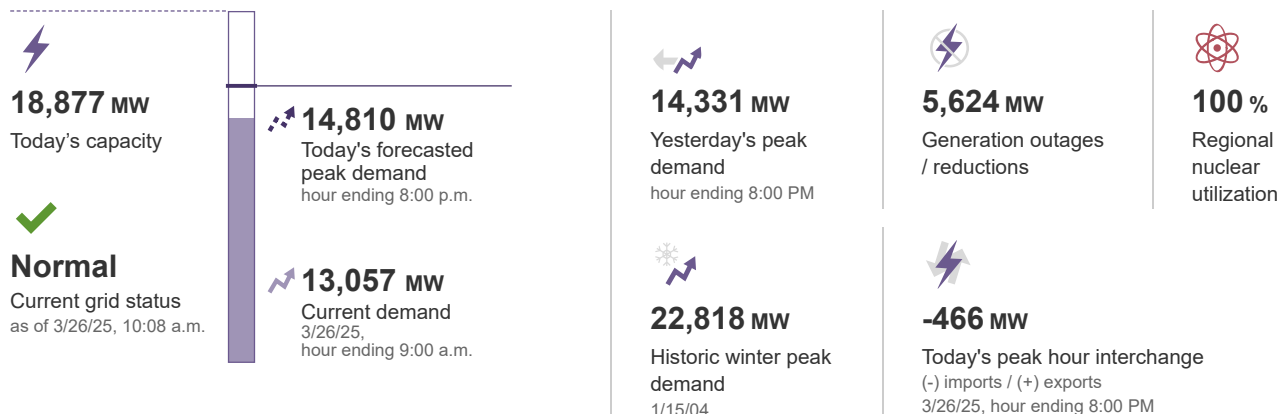 18,877 MW
Today’s capacity
Normal
Current grid status
as of 3/26/25, 10:08 a.m.
14,810 MW
Today's forecasted
peak demand
hour ending 8:00 p.m.
13,057 MW
Current demand
3/26/25,
hour ending 9:00 a.m.
14,331 MW
Yesterday's peak
demand
hour ending 8:00 PM
5,624 MW
Generation outages
/ reductions
100 %
Regional
nuclear
utilization
22,818 MW
Historic winter peak
demand
1/15/04
-466 MW
Today's peak hour interchange
(-) imports / (+) exports
3/26/25, hour ending 8:00 PM